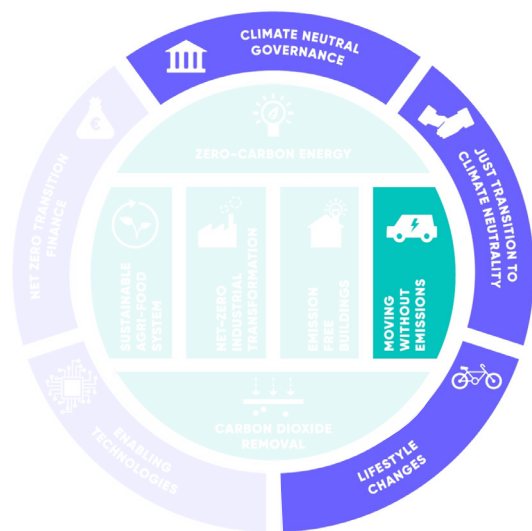 CLIMATE NEUTRAL
GOVERNANCE
JUST TRANSITION TO
CLIMATE NEUTRALITY
LIFESTYLE
CHANGES
ENABLING
TECHNOLOGIES
NET ZERO TRANSITION
FINANCE
€
ZERO-CARBON ENERGY
SUSTAINABLE
AGRI-FOOD
SYSTEM
NET-ZERO
INDUSTRIAL
TRANSFORMATION
EMISSION
FREE
BUILDINGS
MOVING
WITHOUT
EMISSIONS
CARBON DIOXIDE
REMOVAL